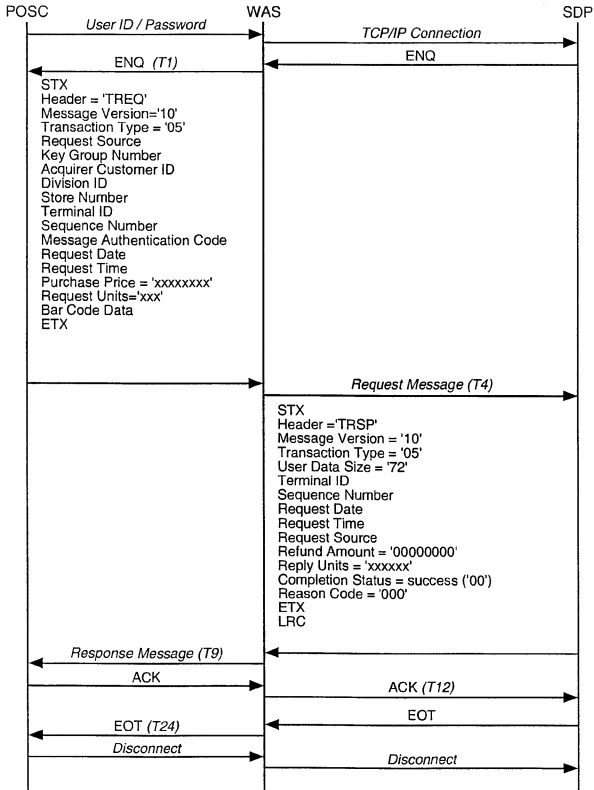 POSC WAS SDP
User ID / Password
TCP/IP Connection
ENQ (T1)
ENQ
STX
Header = 'TREQ'
Message Version='10'
Transaction Type = '05'
Request Source
Key Group Number
Acquirer Customer ID
Division ID
Store Number
Terminal ID
Sequence Number
Message Authentication Code
Request Date
Request Time
Purchase Price = 'xxxxxxxx'
Request Units='xxx'
Bar Code Data
ETX
Request Message (T4)
STX
Header ='TRSP'
Message Version = '10'
Transaction Type = '05'
User Data Size = '72'
Terminal ID
Sequence Number
Request Date
Request Time
Request Source
Refund Amount = '00000000'
Reply Units = 'xxxxxx'
Completion Status = success ('00')
Reason Code = '000'
ETX
LRC
Response Message (T9)
ACK
ACK (T12)
EOT
EOT (T24)
Disconnect
Disconnect